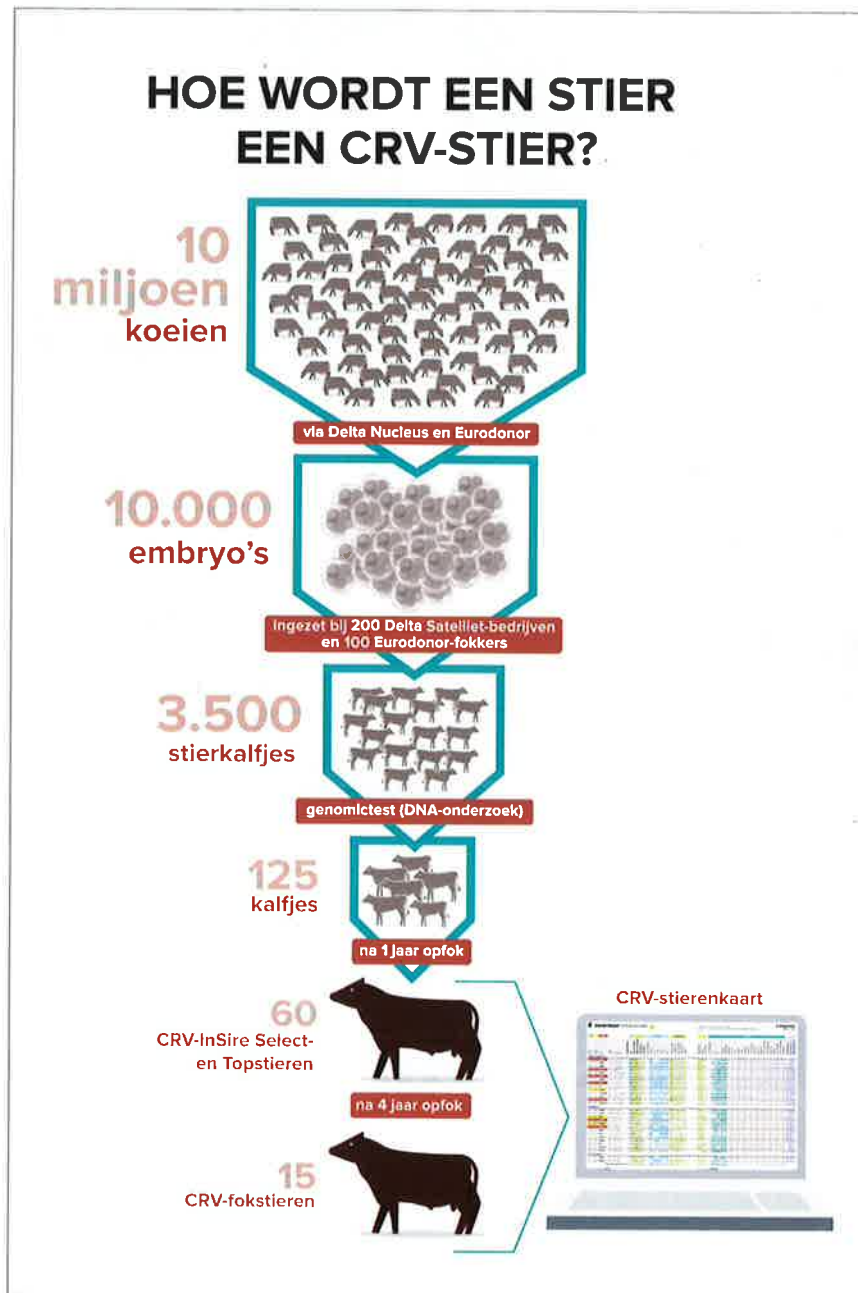 HOE WORDT EEN STIER
EEN CRV-STIER?
10
miljoen
koeien
via Delta Nucleus en Eurodonor
10.000
embryo's
ingezet bij 200 Delta Satelliet-bedrijven
en 100 Eurodonor-fokkers
3.500
stierkalfjes
genomictest (DNA-onderzoek)
125
kalfjes
na 1 jaar opfok
60
CRV-InSire Select-
en Topstieren
na 4 jaar opfok
15
CRV-fokstieren
CRV-stierenkaart